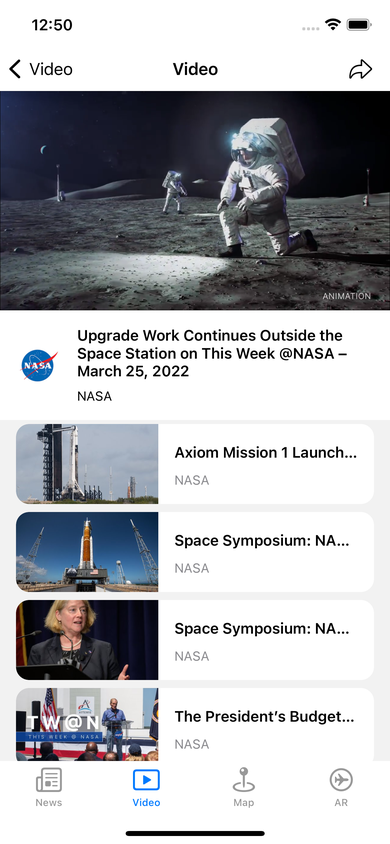 12:50
Video
Video
ANIMATION
NASA
Upgrade Work Continues Outside the
Space Station on This Week @NASA –
March 25, 2022
NASA
Axiom Mission 1 Launch...
NASA
Space Symposium: NA...
NASA
Space Symposium: NA...
NASA
TW@N
THIS WEEK @ NASA
The President's Budget...
NASA
News
Video
Map
AR